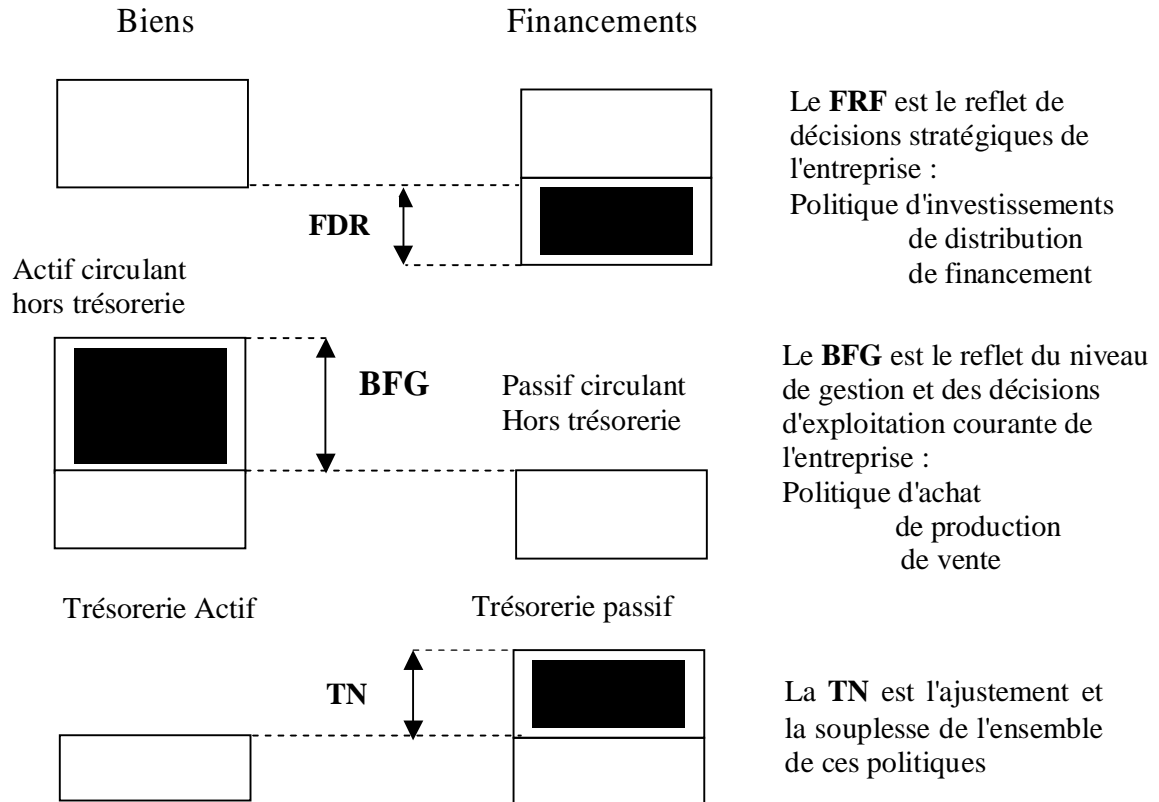 Biens
Financements
Le FRF est le reflet de
décisions stratégiques de
l'entreprise :
Politique d'investissements
de distribution
de financement
FDR
Actif circulant
hors trésorerie
BFG
Passif circulant
Hors trésorerie
Le BFG est le reflet du niveau
de gestion et des décisions
d'exploitation courante de
l'entreprise :
Politique d'achat
de production
de vente
Trésorerie Actif
Trésorerie passif
TN
La TN est l'ajustement et
la souplesse de l'ensemble
de ces politiques